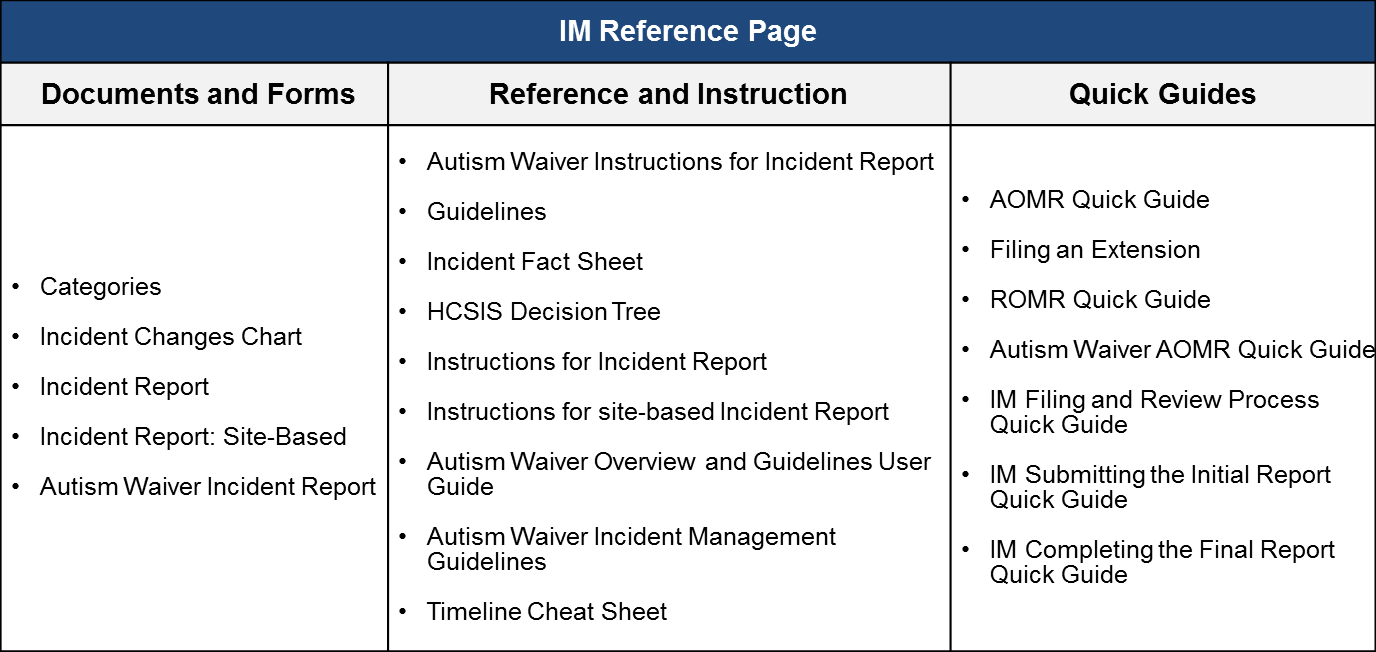 IM Reference Page
Documents and Forms
Reference and Instruction
Quick Guides
• Categories
• Incident Changes Chart
• Incident Report
• Incident Report: Site-Based
• Autism Waiver Incident Report
• Autism Waiver Instructions for Incident Report
• Guidelines
• Incident Fact Sheet
• HCSIS Decision Tree
• Instructions for Incident Report
• Instructions for site-based Incident Report
• Autism Waiver Overview and Guidelines User
Guide
• Autism Waiver Incident Management
Guidelines
• Timeline Cheat Sheet
• AOMR Quick Guide
• Filing an Extension
• ROMR Quick Guide
• Autism Waiver AOMR Quick Guide
• IM Filing and Review Process
Quick Guide
• IM Submitting the Initial Report
Quick Guide
• IM Completing the Final Report
Quick Guide